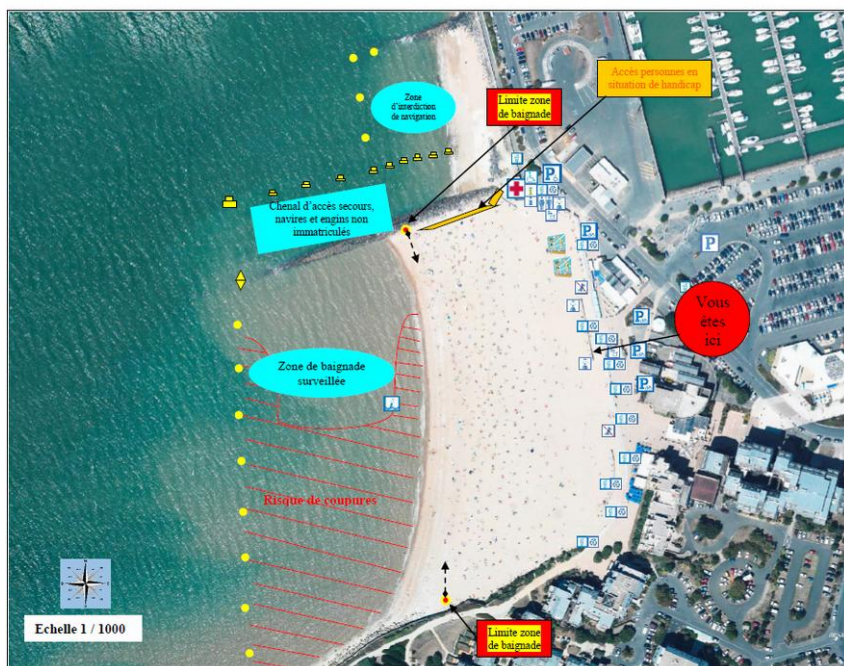 Zone
d'interdiction
de navigation
Limite zone
de baignade
Accès personnes en
situation de handicap
Chenal d'accès secours,
navires et engins non
immatriculés
Vous
êtes
ici
Zone de baignade
surveillée
Risque de coupures
Echelle 1 / 1000
Limite zone
de baignade
P
P
P
P
P
P